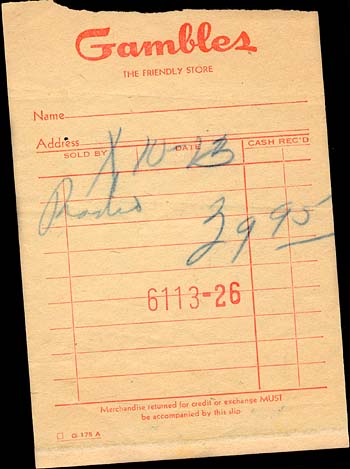 Gambles
THE FRIENDLY STORE
Name
Address
SOLD BY DATE CASH REC'D
10-23
Radio 39 95
6113-26
Merchandise returned for credit or exchange MUST
be accompanied by this slip
G 175 A